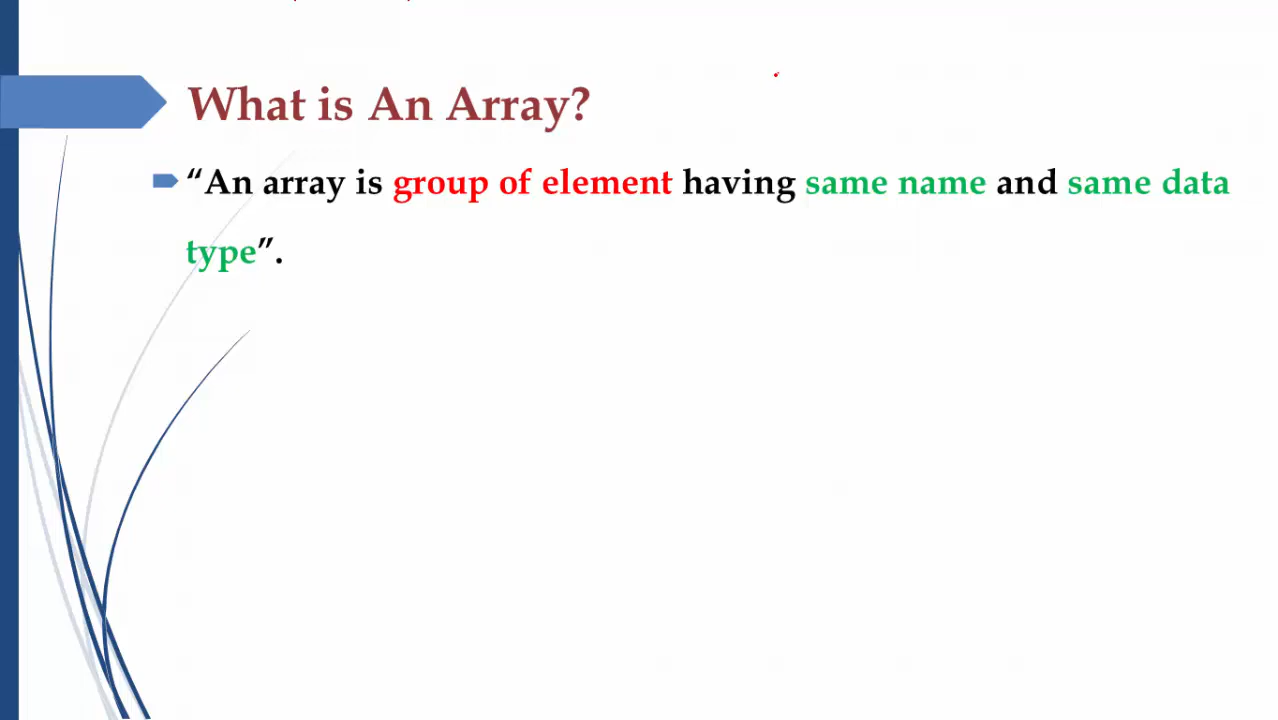 What is An Array?
“An array is group of element having same name and same data
type”.